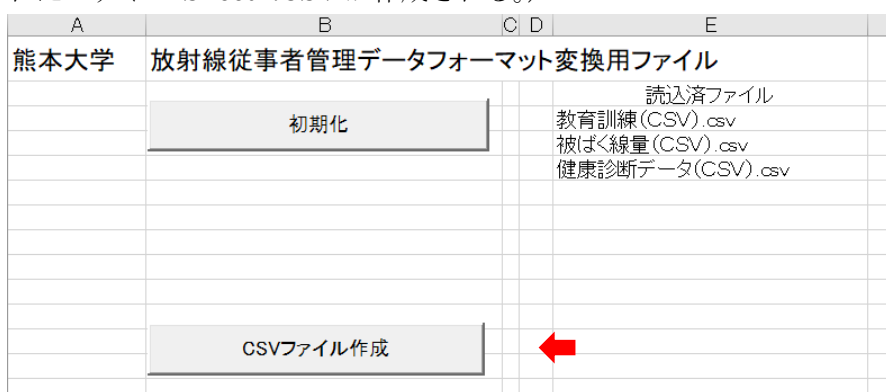 A B C D E
熊本大学 放射線従事者管理データフォーマット変換用ファイル
読込済ファイル
初期化
教育訓練(CSV).csv
被ばく線量(CSV).csv
健康診断データ(CSV).csv
CSVファイル作成